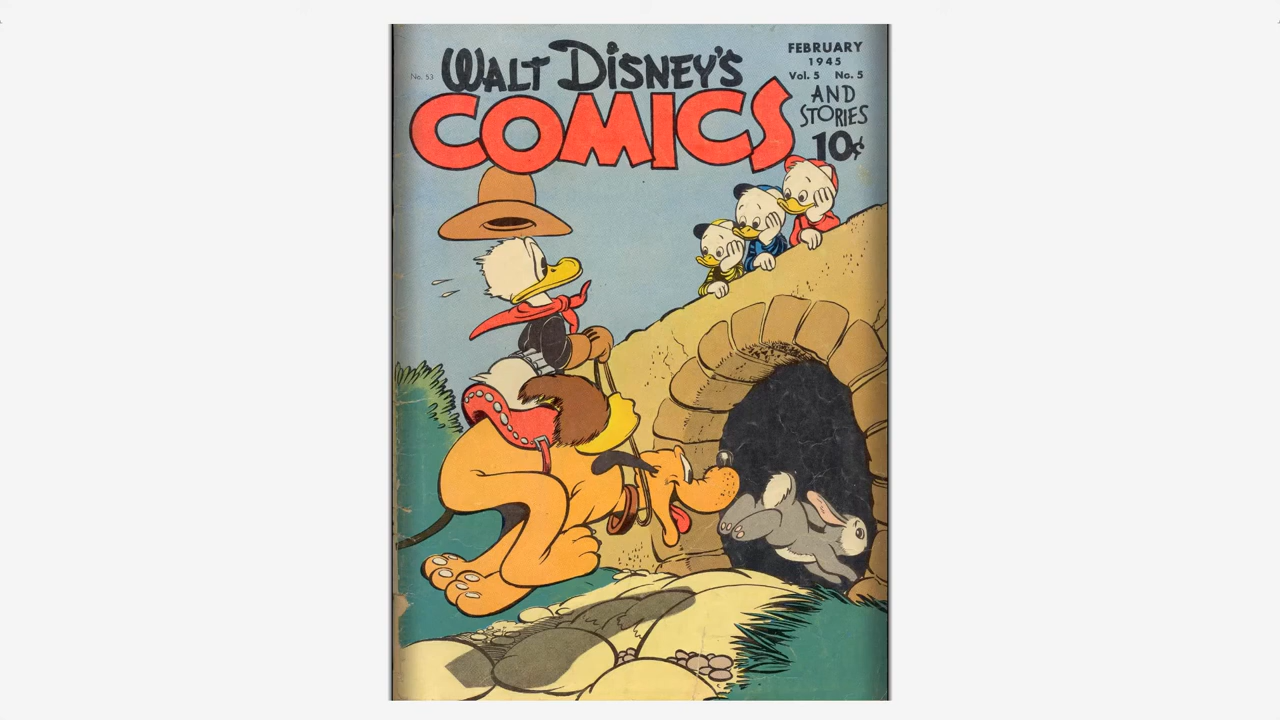 No. 53
WALT DISNEY'S
COMICS
FEBRUARY
1945
Vol. 5 No. 5
AND
STORIES
10¢